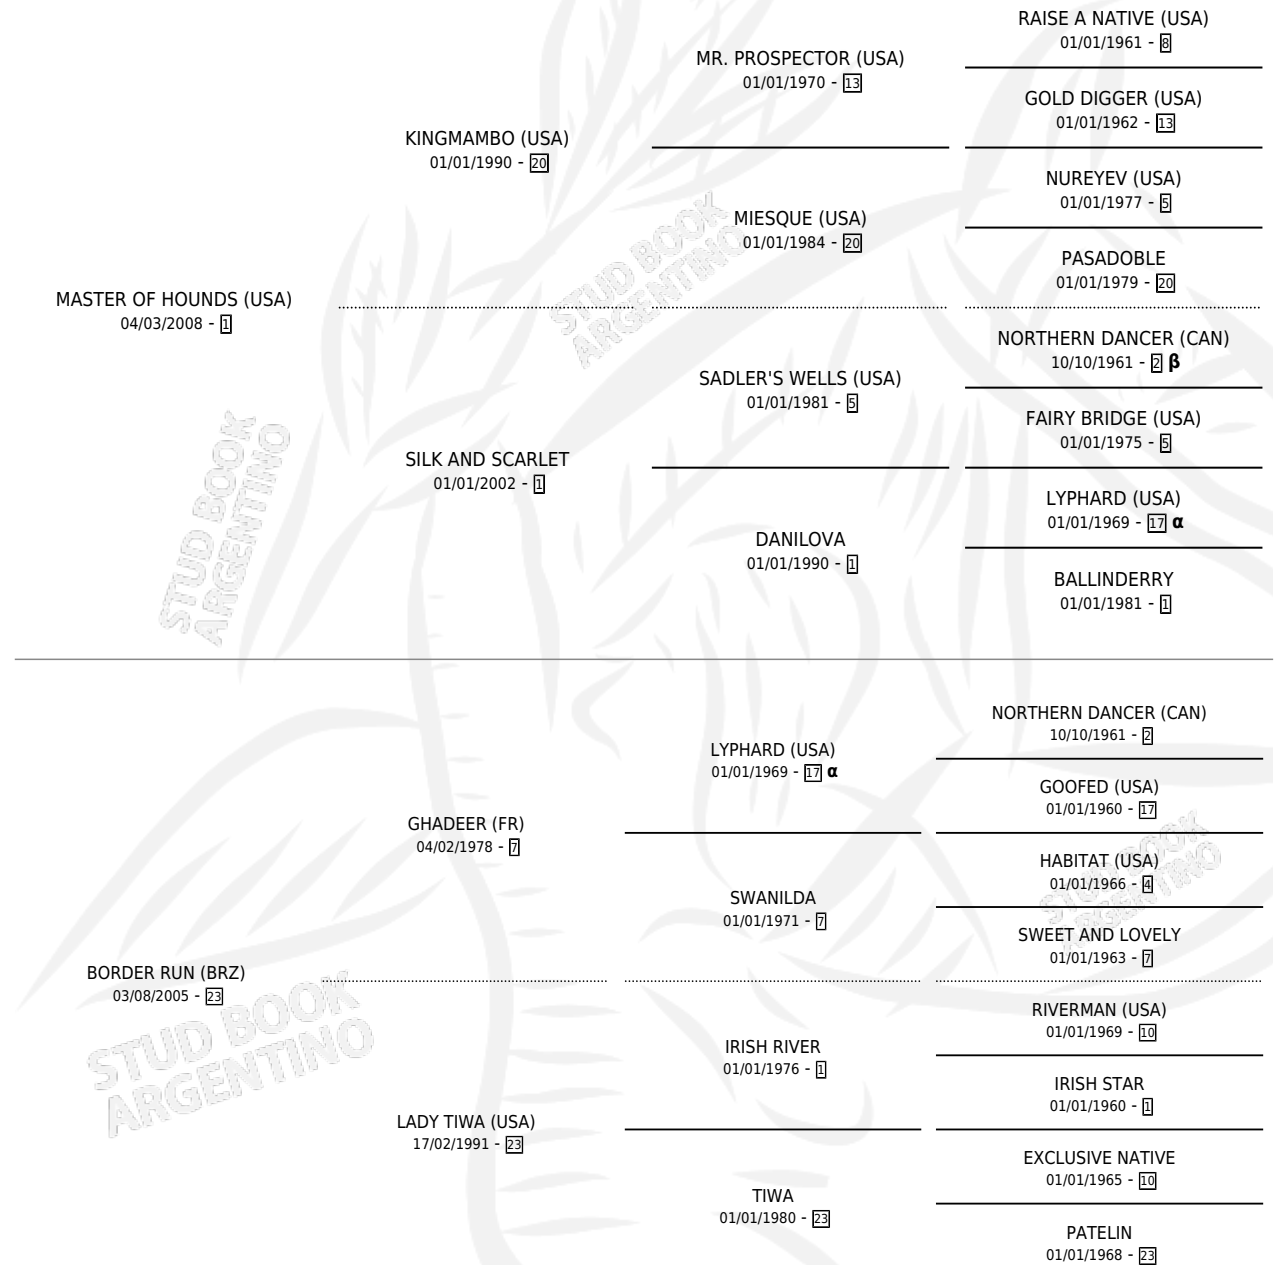 RAISE A NATIVE (USA)
01/01/1961 - 8
MR. PROSPECTOR (USA)
01/01/1970 - 13
GOLD DIGGER (USA)
01/01/1962 - 13
KINGMAMBO (USA)
01/01/1990 - 20
NUREYEV (USA)
01/01/1977 - 5
MIESQUE (USA)
01/01/1984 - 20
PASADOBLE
01/01/1979 - 20
MASTER OF HOUNDS (USA)
04/03/2008 - 1
NORTHERN DANCER (CAN)
10/10/1961 - 2 β
SADLER'S WELLS (USA)
01/01/1981 - 5
FAIRY BRIDGE (USA)
01/01/1975 - 5
SILK AND SCARLET
01/01/2002 - 1
LYPHARD (USA)
01/01/1969 - 17 α
DANILOVA
01/01/1990 - 1
BALLINDERRY
01/01/1981 - 1
NORTHERN DANCER (CAN)
10/10/1961 - 2
LYPHARD (USA)
01/01/1969 - 17 α
GOOFED (USA)
01/01/1960 - 17
GHADEER (FR)
04/02/1978 - 7
HABITAT (USA)
01/01/1966 - 4
SWANILDA
01/01/1971 - 7
SWEET AND LOVELY
01/01/1963 - 7
BORDER RUN (BRZ)
03/08/2005 - 23
RIVERMAN (USA)
01/01/1969 - 10
IRISH RIVER
01/01/1976 - 1
IRISH STAR
01/01/1960 - 1
LADY TIWA (USA)
17/02/1991 - 23
EXCLUSIVE NATIVE
01/01/1965 - 10
TIWA
01/01/1980 - 23
PATELIN
01/01/1968 - 23
STUD BOOK
ARGENTINO
STUD BOOK
ARGENTINO
STUD BOOK
ARGENTINO
STUD BOOK
ARGENTINO